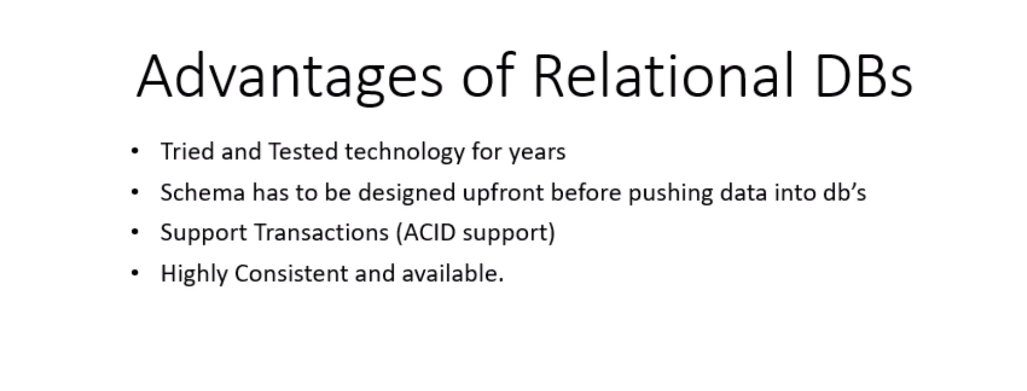 Advantages of Relational DBs
• Tried and Tested technology for years
• Schema has to be designed upfront before pushing data into db’s
• Support Transactions (ACID support)
• Highly Consistent and available.